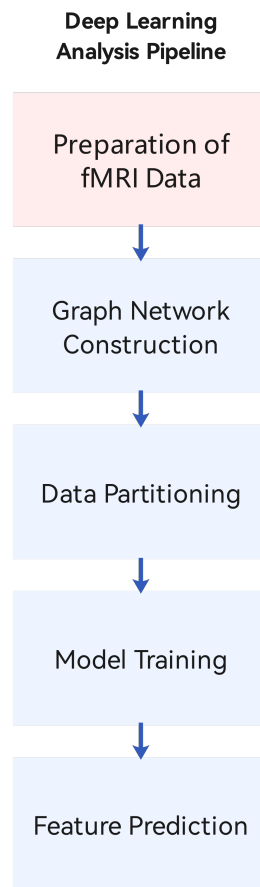 Deep Learning
Analysis Pipeline
Preparation of
fMRI Data
Graph Network
Construction
Data Partitioning
Model Training
Feature Prediction